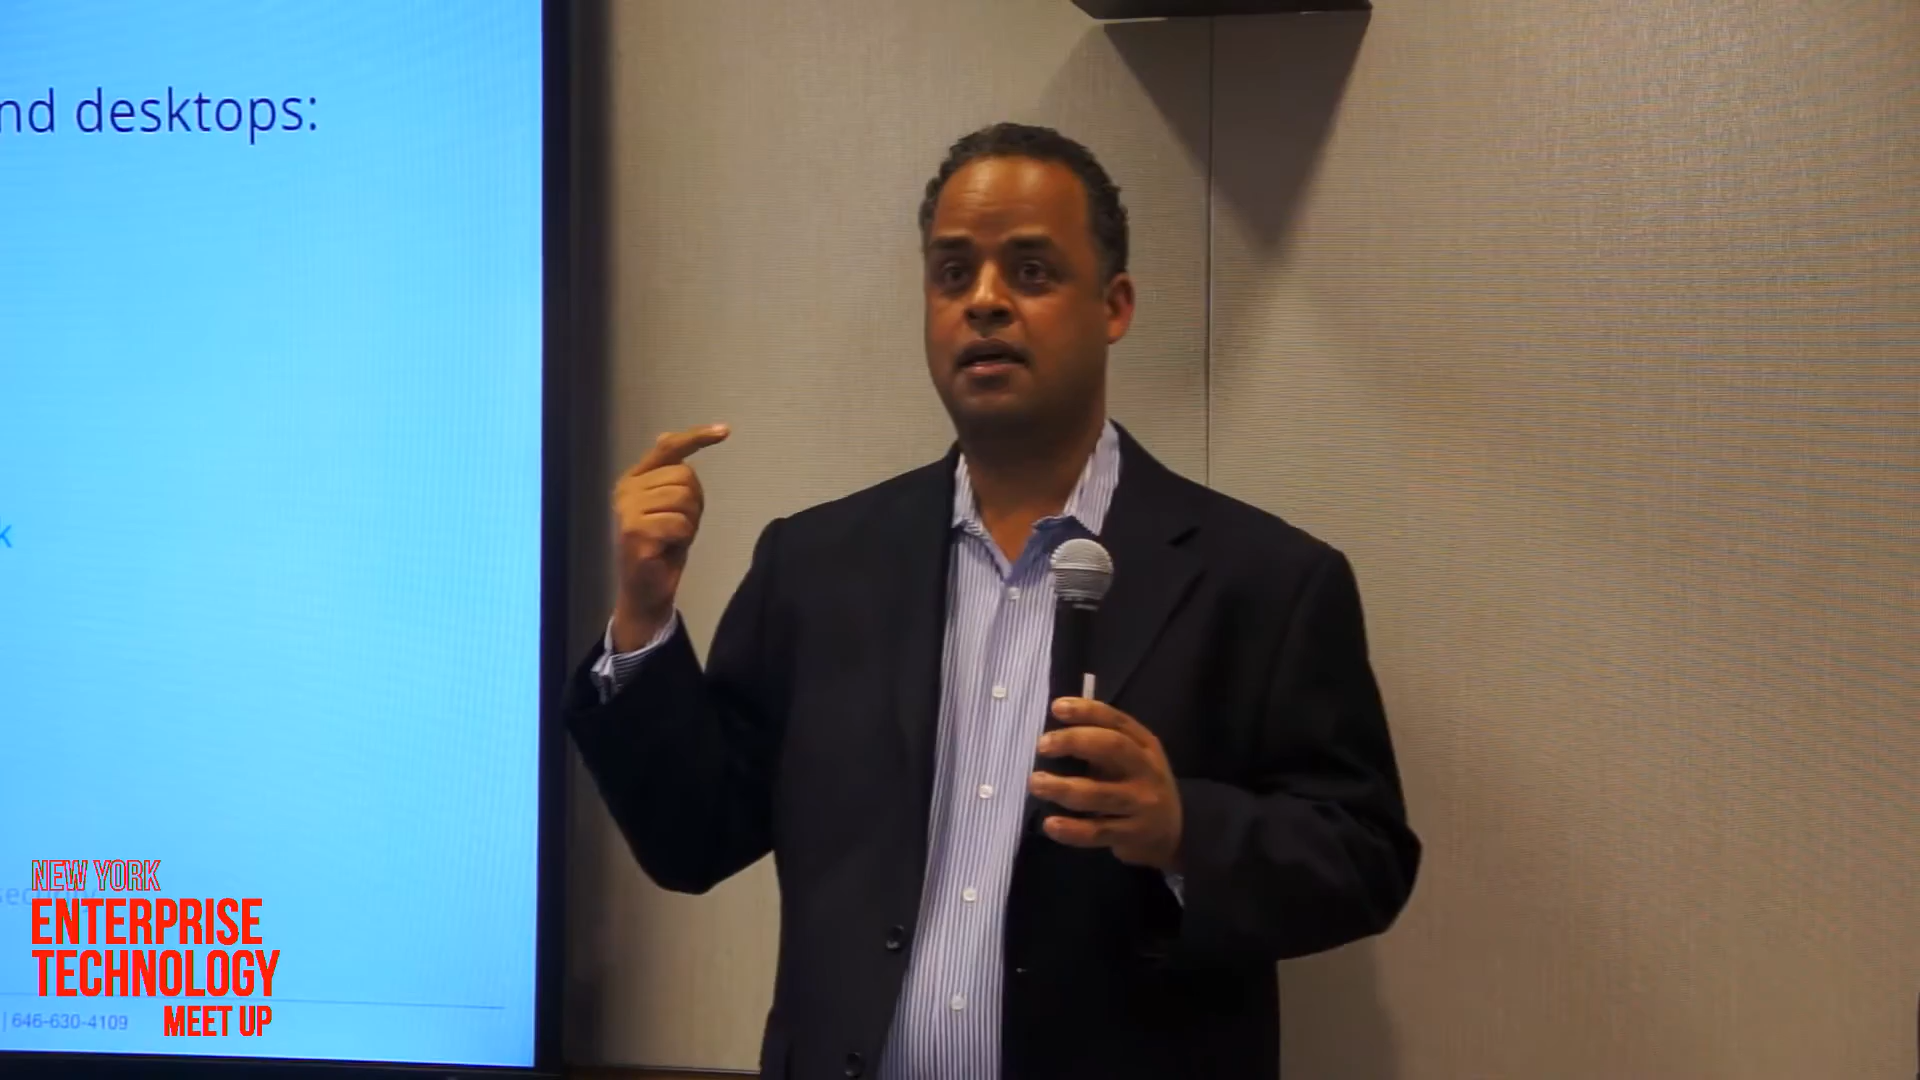 nd desktops:
k
NEW YORK
ENTERPRISE
TECHNOLOGY
MEET UP
| 646-630-4109